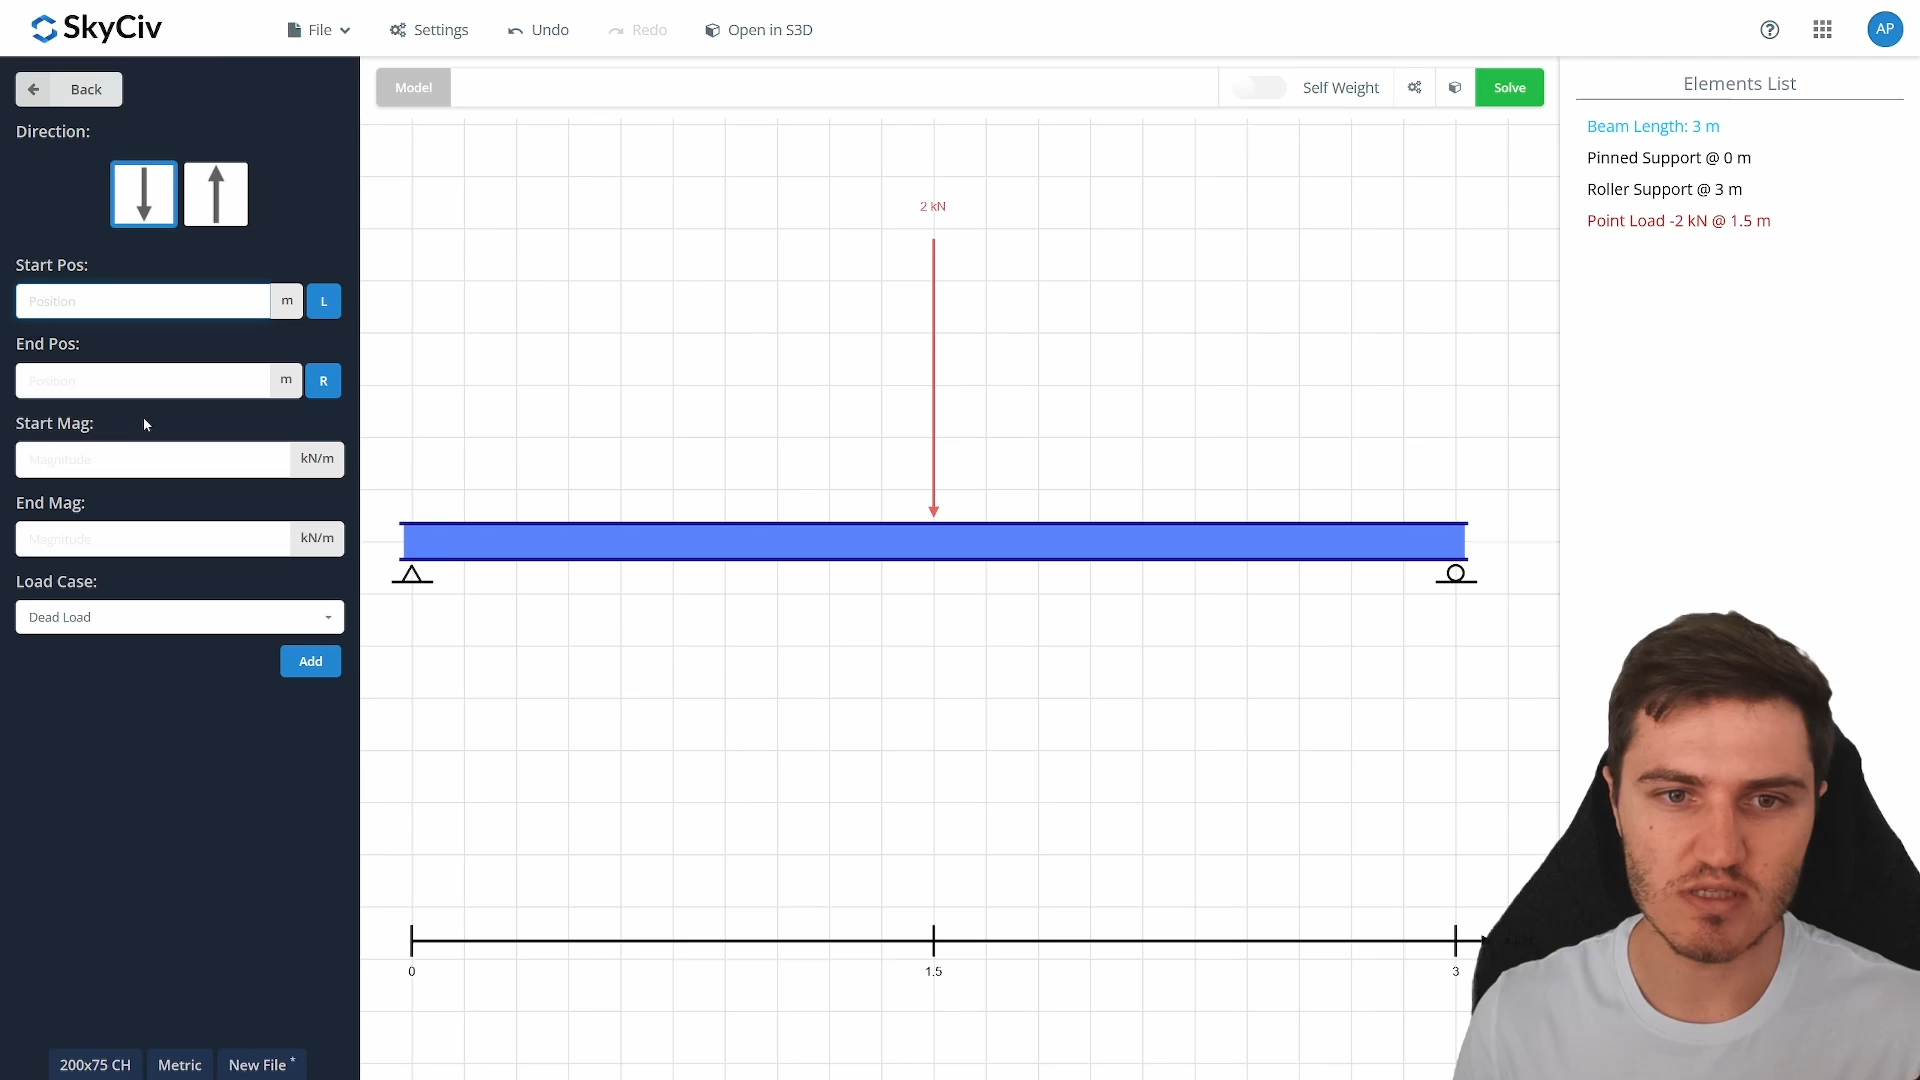 SkyCiv
File
Settings
Undo
Redo
Open in S3D
AP
Back
Direction:
Start Pos:
Position
m
L
End Pos:
Position
m
R
Start Mag:
Magnitude
kN/m
End Mag:
Magnitude
kN/m
Load Case:
Dead Load
Add
200x75 CH
Metric
New File *
Model
Self Weight
Solve
2 kN
0
1.5
3
Elements List
Beam Length: 3 m
Pinned Support @ 0 m
Roller Support @ 3 m
Point Load -2 kN @ 1.5 m